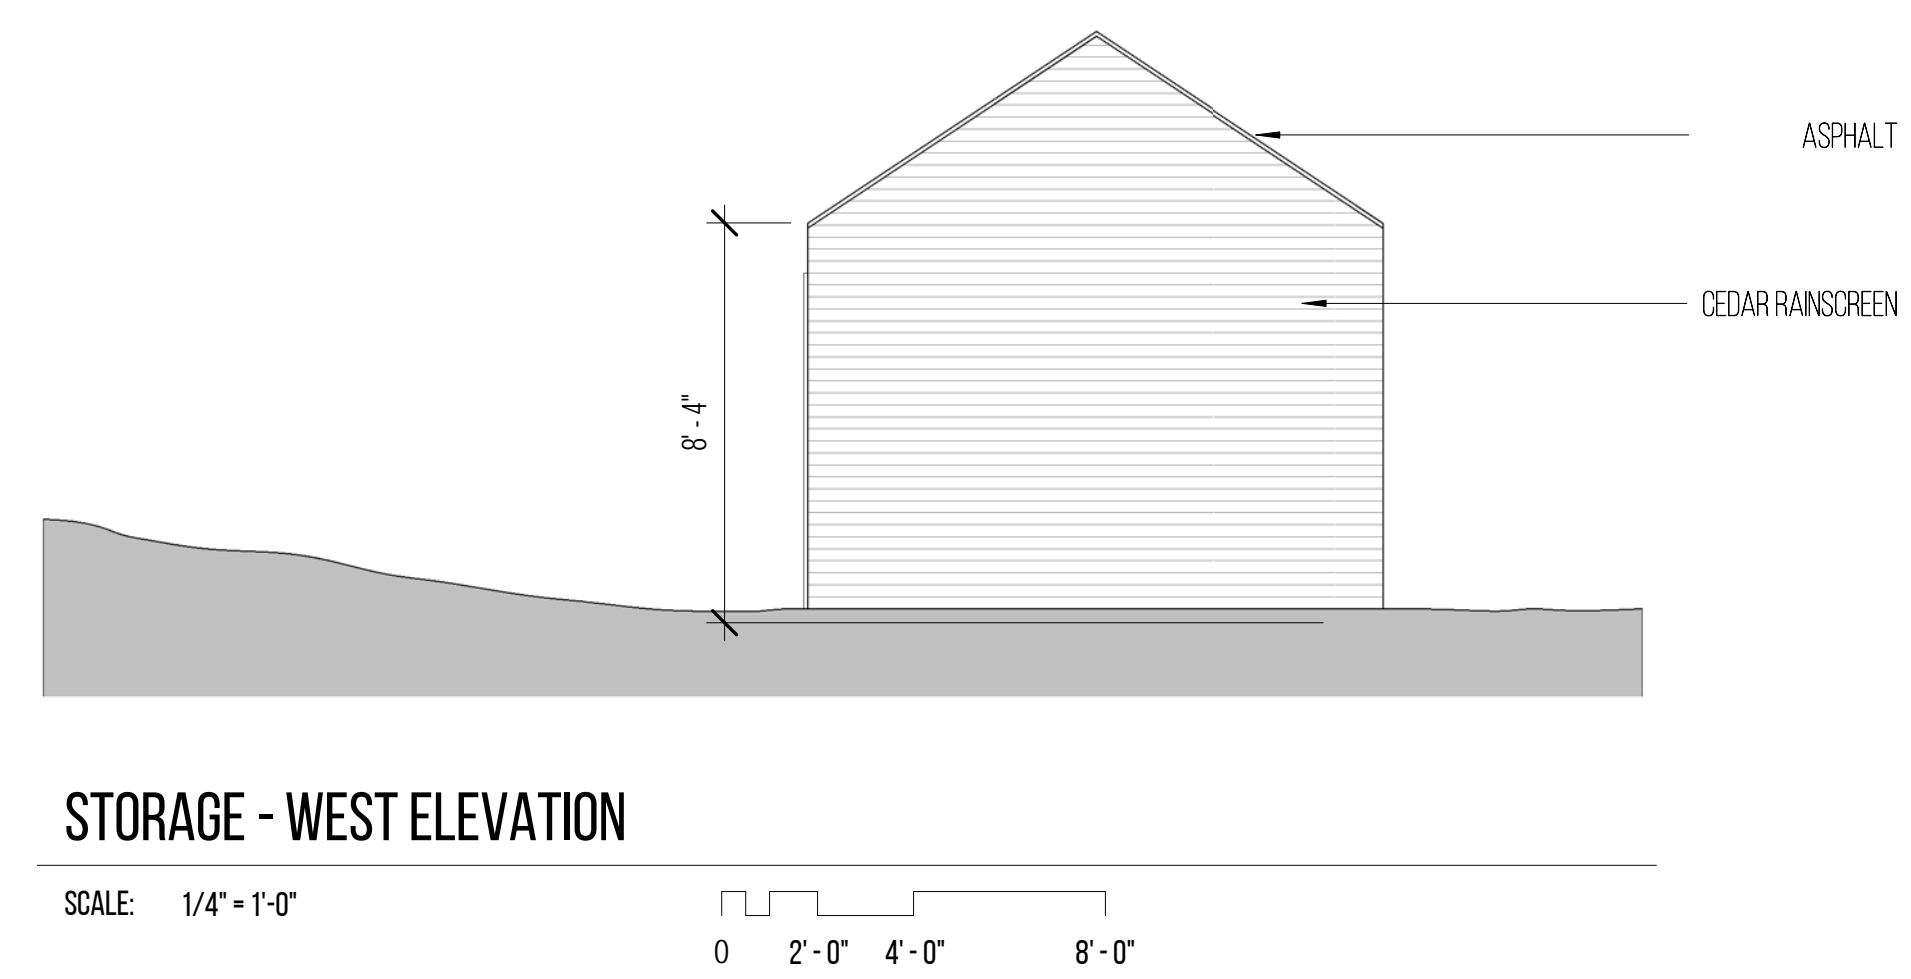 ASPHALT
CEDAR RAINSCREEN
8' - 4"
STORAGE - WEST ELEVATION
SCALE: 1/4" = 1'-0"
0 2' - 0" 4' - 0" 8' - 0"